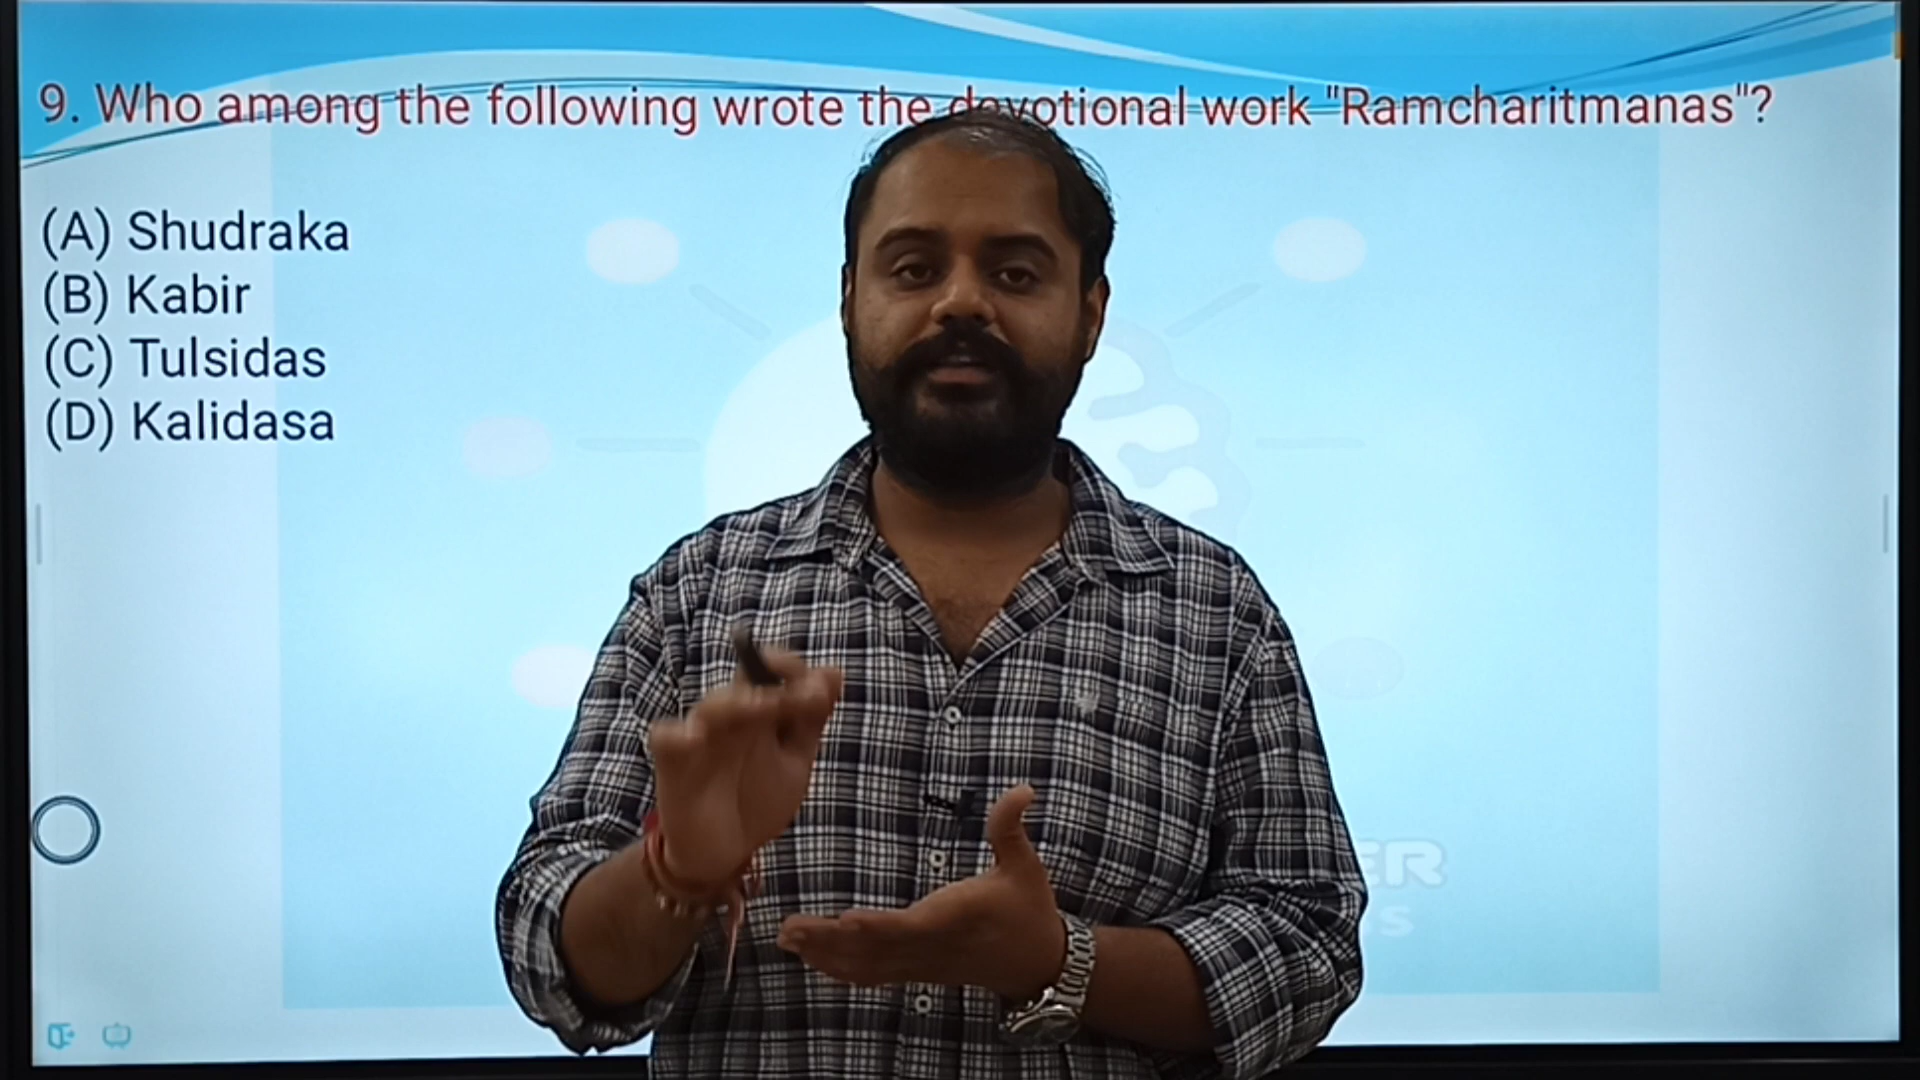 9. Who among the following wrote the devotional work "Ramcharitmanas"?
(A) Shudraka
(B) Kabir
(C) Tulsidas
(D) Kalidasa